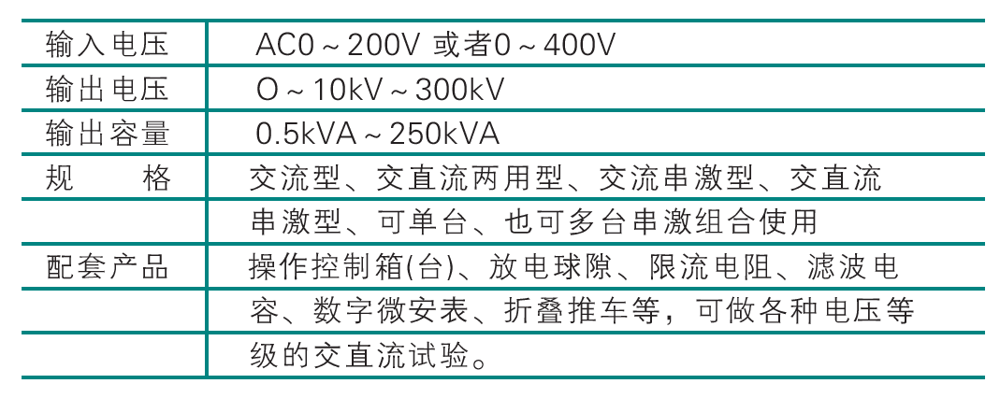 输入电压 AC0～200V 或者0～400V
输出电压 O～10kV～300kV
输出容量 0.5kVA～250kVA
规 格 交流型、交直流两用型、交流串激型、交直流
串激型、可单台、也可多台串激组合使用
配套产品 操作控制箱(台)、放电球隙、限流电阻、滤波电
容、数字微安表、折叠推车等，可做各种电压等
级的交直流试验。